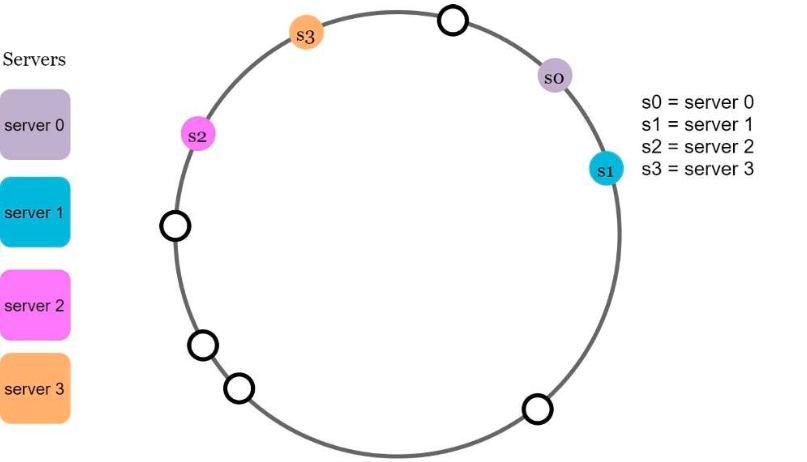 Servers
server 0
server 1
server 2
server 3
s3
s0
s2
s1
s0 = server 0
s1 = server 1
s2 = server 2
s3 = server 3